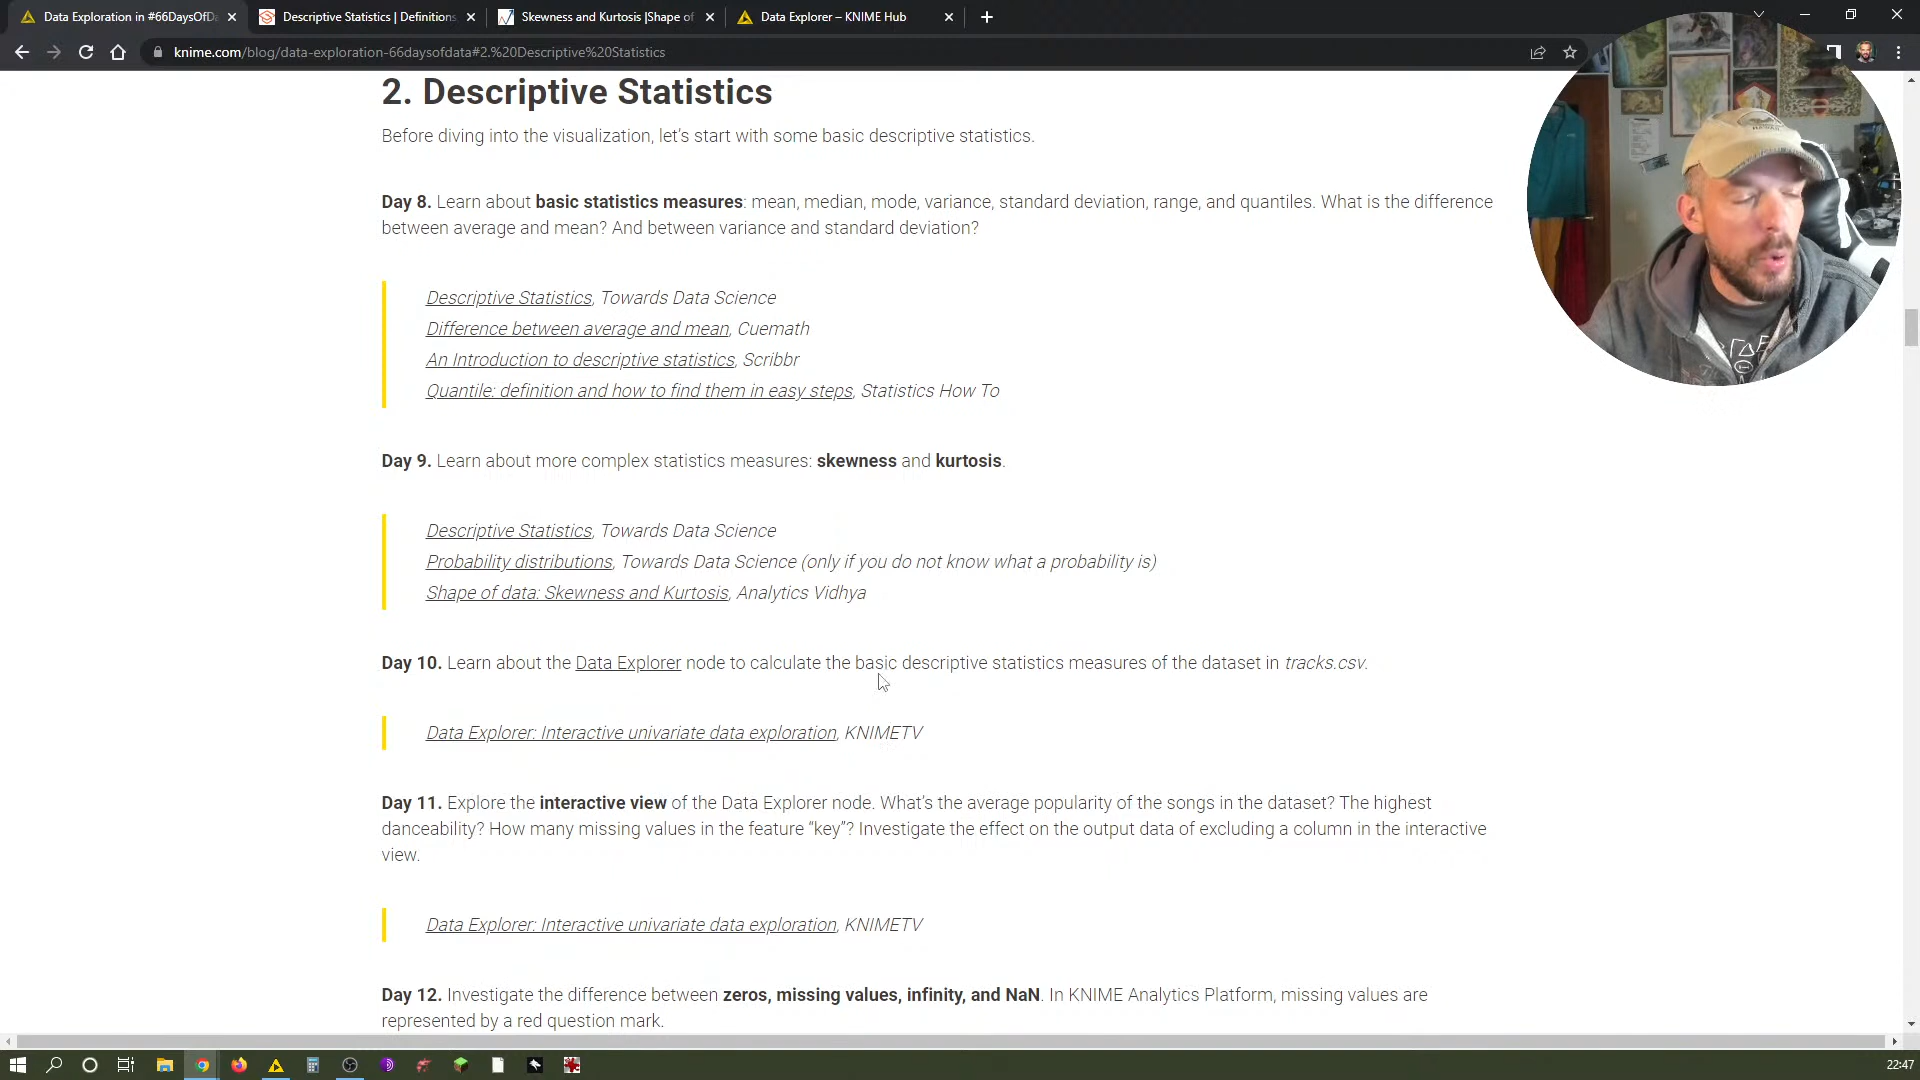 Data Exploration in #66DaysOfDa
Descriptive Statistics | Definitions,
Skewness and Kurtosis |Shape of
Data Explorer – KNIME Hub
knime.com/blog/data-exploration-66daysofdata#2.%20Descriptive%20Statistics
2. Descriptive Statistics
Before diving into the visualization, let’s start with some basic descriptive statistics.
Day 8. Learn about basic statistics measures: mean, median, mode, variance, standard deviation, range, and quantiles. What is the difference
between average and mean? And between variance and standard deviation?
Descriptive Statistics, Towards Data Science
Difference between average and mean, Cuemath
An Introduction to descriptive statistics, Scribbr
Quantile: definition and how to find them in easy steps, Statistics How To
Day 9. Learn about more complex statistics measures: skewness and kurtosis.
Descriptive Statistics, Towards Data Science
Probability distributions, Towards Data Science (only if you do not know what a probability is)
Shape of data: Skewness and Kurtosis, Analytics Vidhya
Day 10. Learn about the Data Explorer node to calculate the basic descriptive statistics measures of the dataset in tracks.csv.
Data Explorer: Interactive univariate data exploration, KNIMETV
Day 11. Explore the interactive view of the Data Explorer node. What’s the average popularity of the songs in the dataset? The highest
danceability? How many missing values in the feature “key”? Investigate the effect on the output data of excluding a column in the interactive
view.
Data Explorer: Interactive univariate data exploration, KNIMETV
Day 12. Investigate the difference between zeros, missing values, infinity, and NaN. In KNIME Analytics Platform, missing values are
represented by a red question mark.
22:47